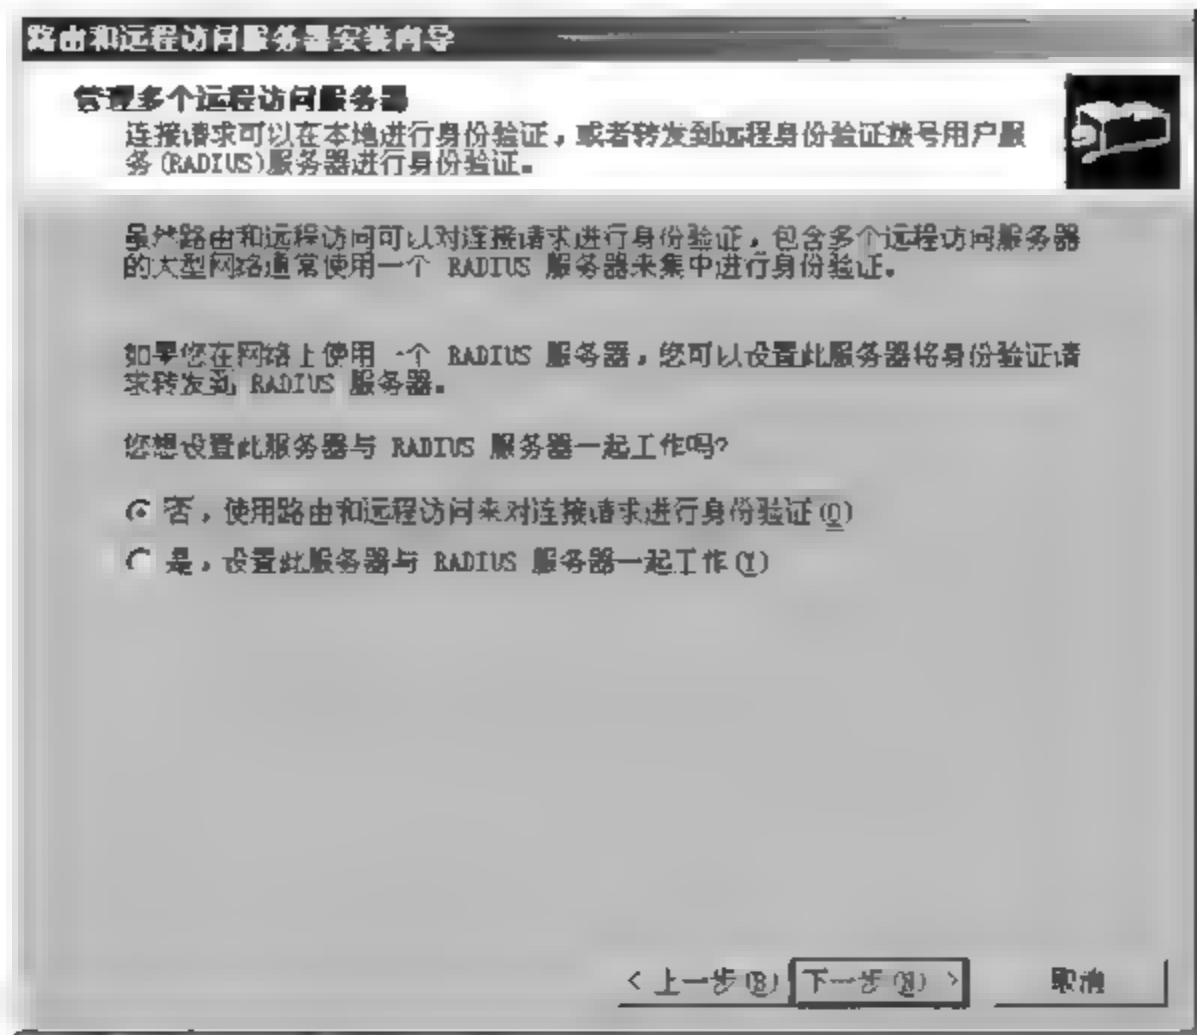 路由和远程访问服务器安装向导
管理多个远程访问服务器
连接请求可以在本地进行身份验证，或者转发到远程身份验证拨号用户服
务(RADIUS)服务器进行身份验证。
虽然路由和远程访问可以对连接请求进行身份验证，包含多个远程访问服务器
的大型网络通常使用一个 RADIUS 服务器来集中进行身份验证。
如果您在网络上使用一个 RADIUS 服务器，您可以设置此服务器将身份验证请
求转发到 RADIUS 服务器。
您想设置此服务器与 RADIUS 服务器一起工作吗?
否，使用路由和远程访问来对连接请求进行身份验证(O)
是，设置此服务器与 RADIUS 服务器一起工作(Y)
< 上一步(B) 下一步(N) > 取消